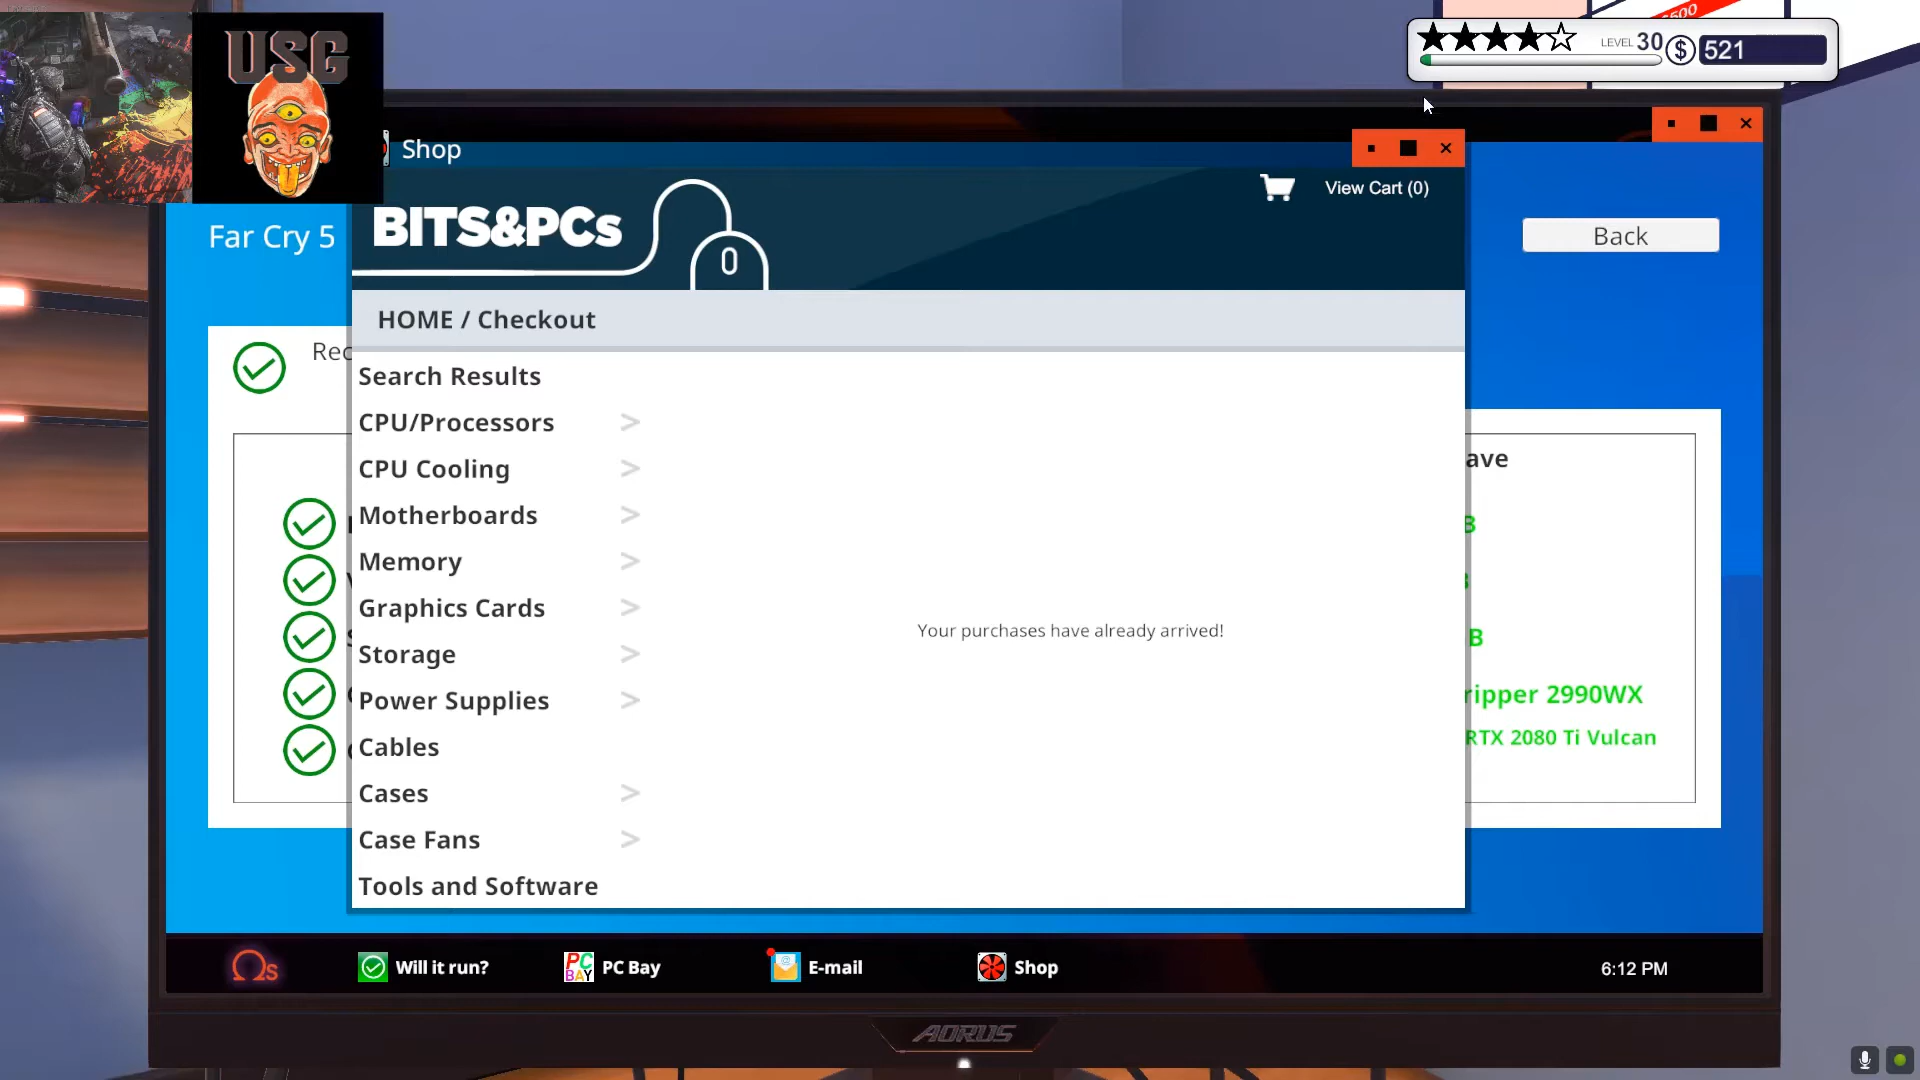 USG
LEVEL 30
$ 521
Shop
View Cart (0)
BITS&PCs
Far Cry 5
Back
HOME / Checkout
Search Results
CPU/Processors >
CPU Cooling >
Motherboards >
Memory >
Graphics Cards >
Storage >
Power Supplies >
Cables
Cases >
Case Fans >
Tools and Software
Your purchases have already arrived!
Rec
ave
B
B
ripper 2990WX
RTX 2080 Ti Vulcan
Ωs
Will it run?
PC BAY
PC Bay
E-mail
Shop
6:12 PM
AORUS